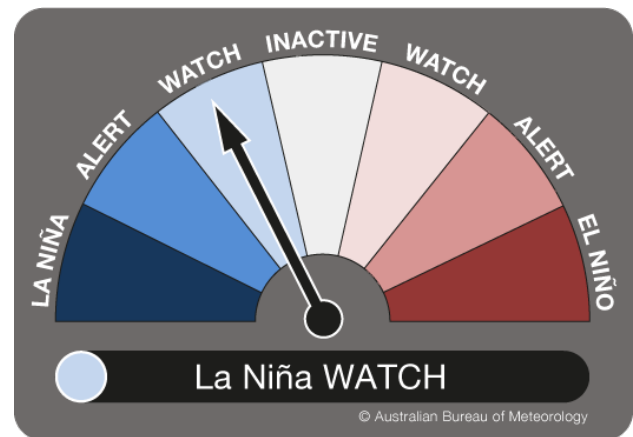 LA NIÑA
ALERT
WATCH
INACTIVE
WATCH
ALERT
EL NIÑO
La Niña WATCH
© Australian Bureau of Meteorology